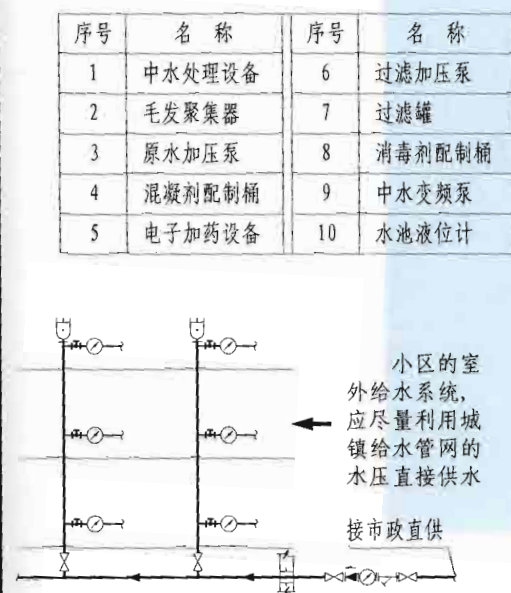 序号 名 称 序号 名 称
1 中水处理设备 6 过滤加压泵
2 毛发聚集器 7 过滤罐
3 原水加压泵 8 消毒剂配制桶
4 混凝剂配制桶 9 中水变频泵
5 电子加药设备 10 水池液位计
小区的室
外给水系统,
应尽量利用城
镇给水管网的
水压直接供水
接市政直供